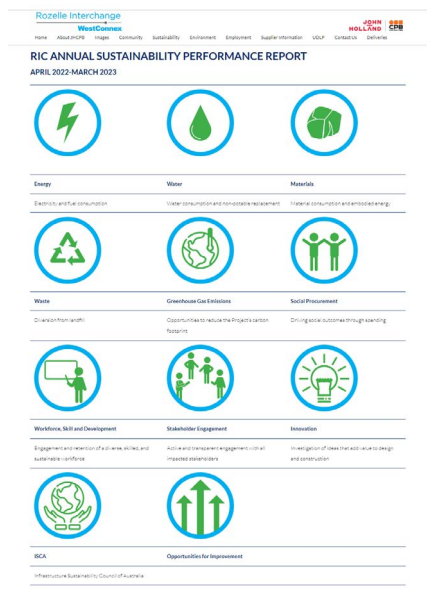 Rozelle Interchange
WestConnex
JOHN
HOLLAND
CPB
Home About JHCPB Images Community Sustainability Environment Employment Supplier Information UDLP Contact Us Deliveries
RIC ANNUAL SUSTAINABILITY PERFORMANCE REPORT
APRIL 2022-MARCH 2023
Energy Water Materials
Electricity and fuel consumption Water consumption and non-potable replacement Material consumption and embodied energy
Waste Greenhouse Gas Emissions Social Procurement
Diversion from landfill Opportunities to reduce the Project's carbon Driving social outcomes through spending
footprint
Workforce, Skill and Development Stakeholder Engagement Innovation
Engagement and retention of a diverse, skilled, and Active and transparent engagement with all Investigation of ideas that add value to design
sustainable workforce impacted stakeholders and construction
ISCA Opportunities for Improvement
Infrastructure Sustainability Council of Australia